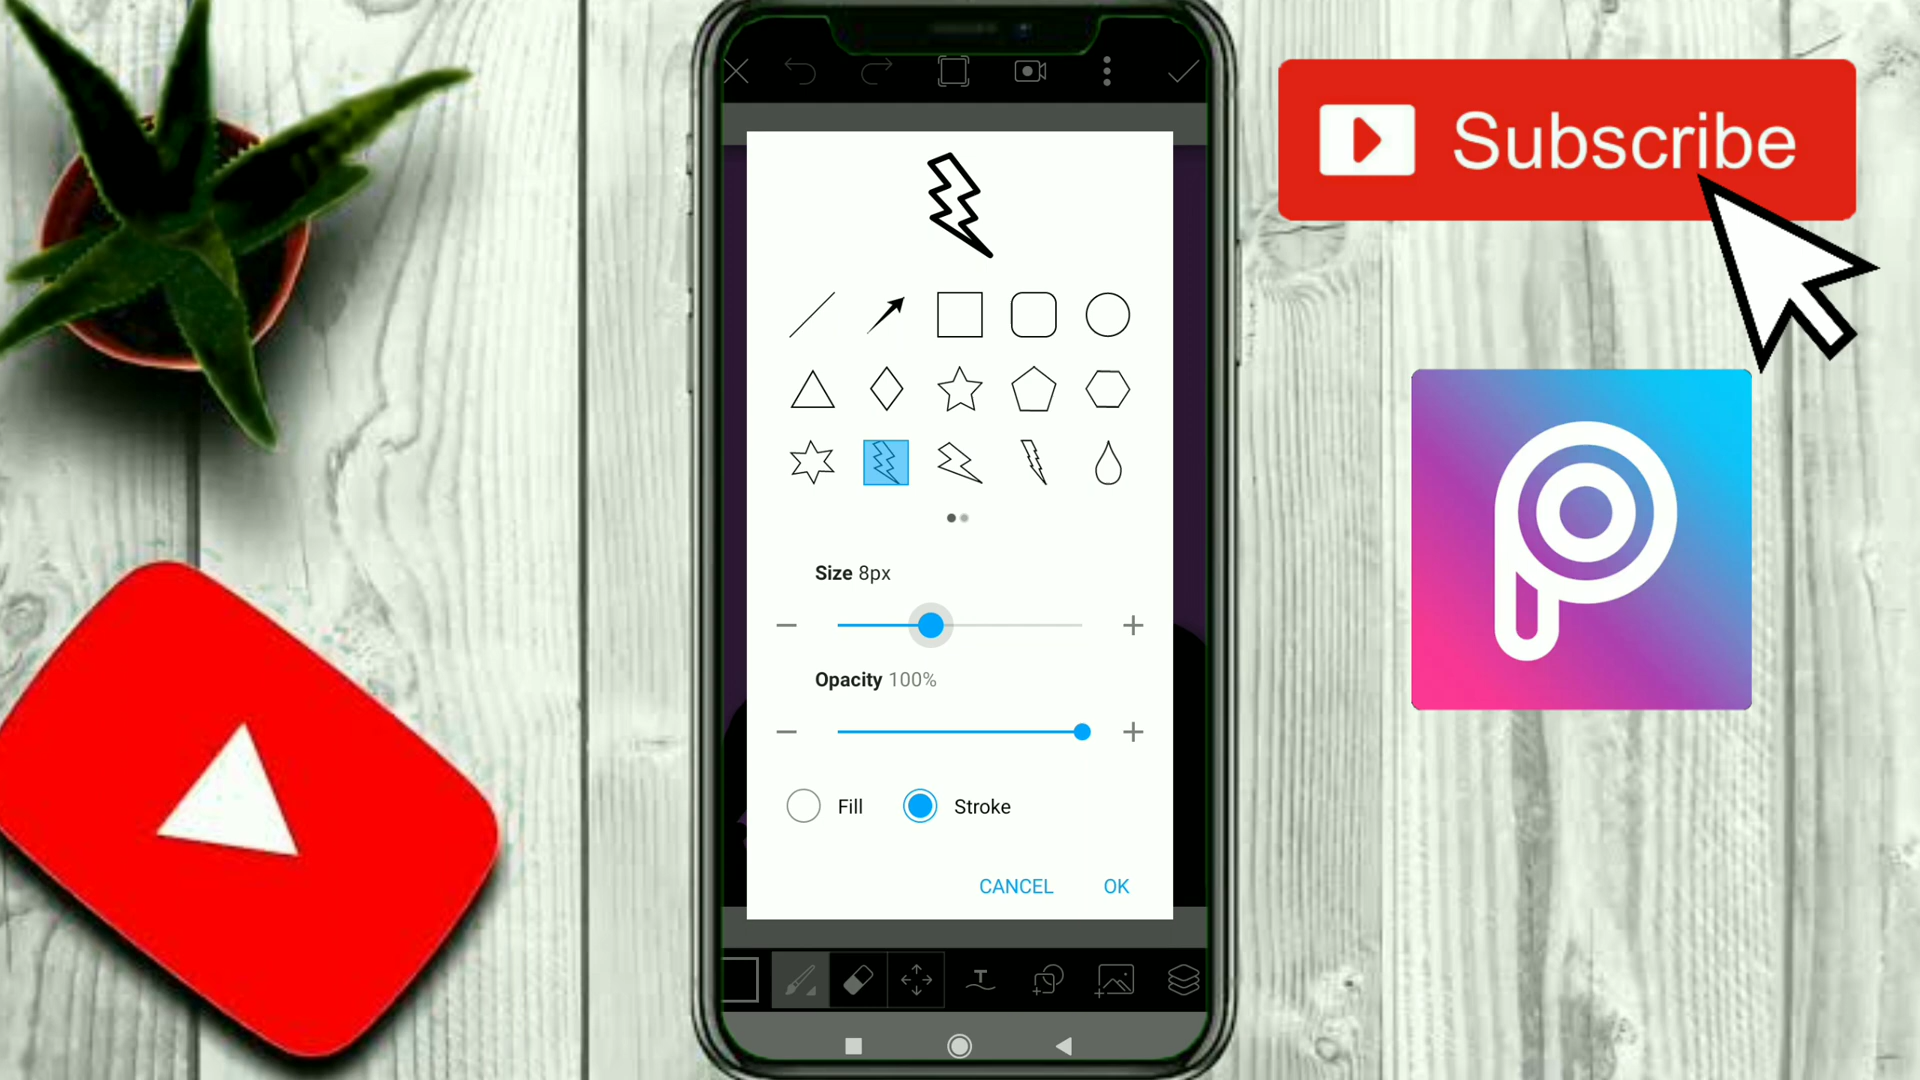 Subscribe
Size 8px
Opacity 100%
Fill
Stroke
CANCEL
OK